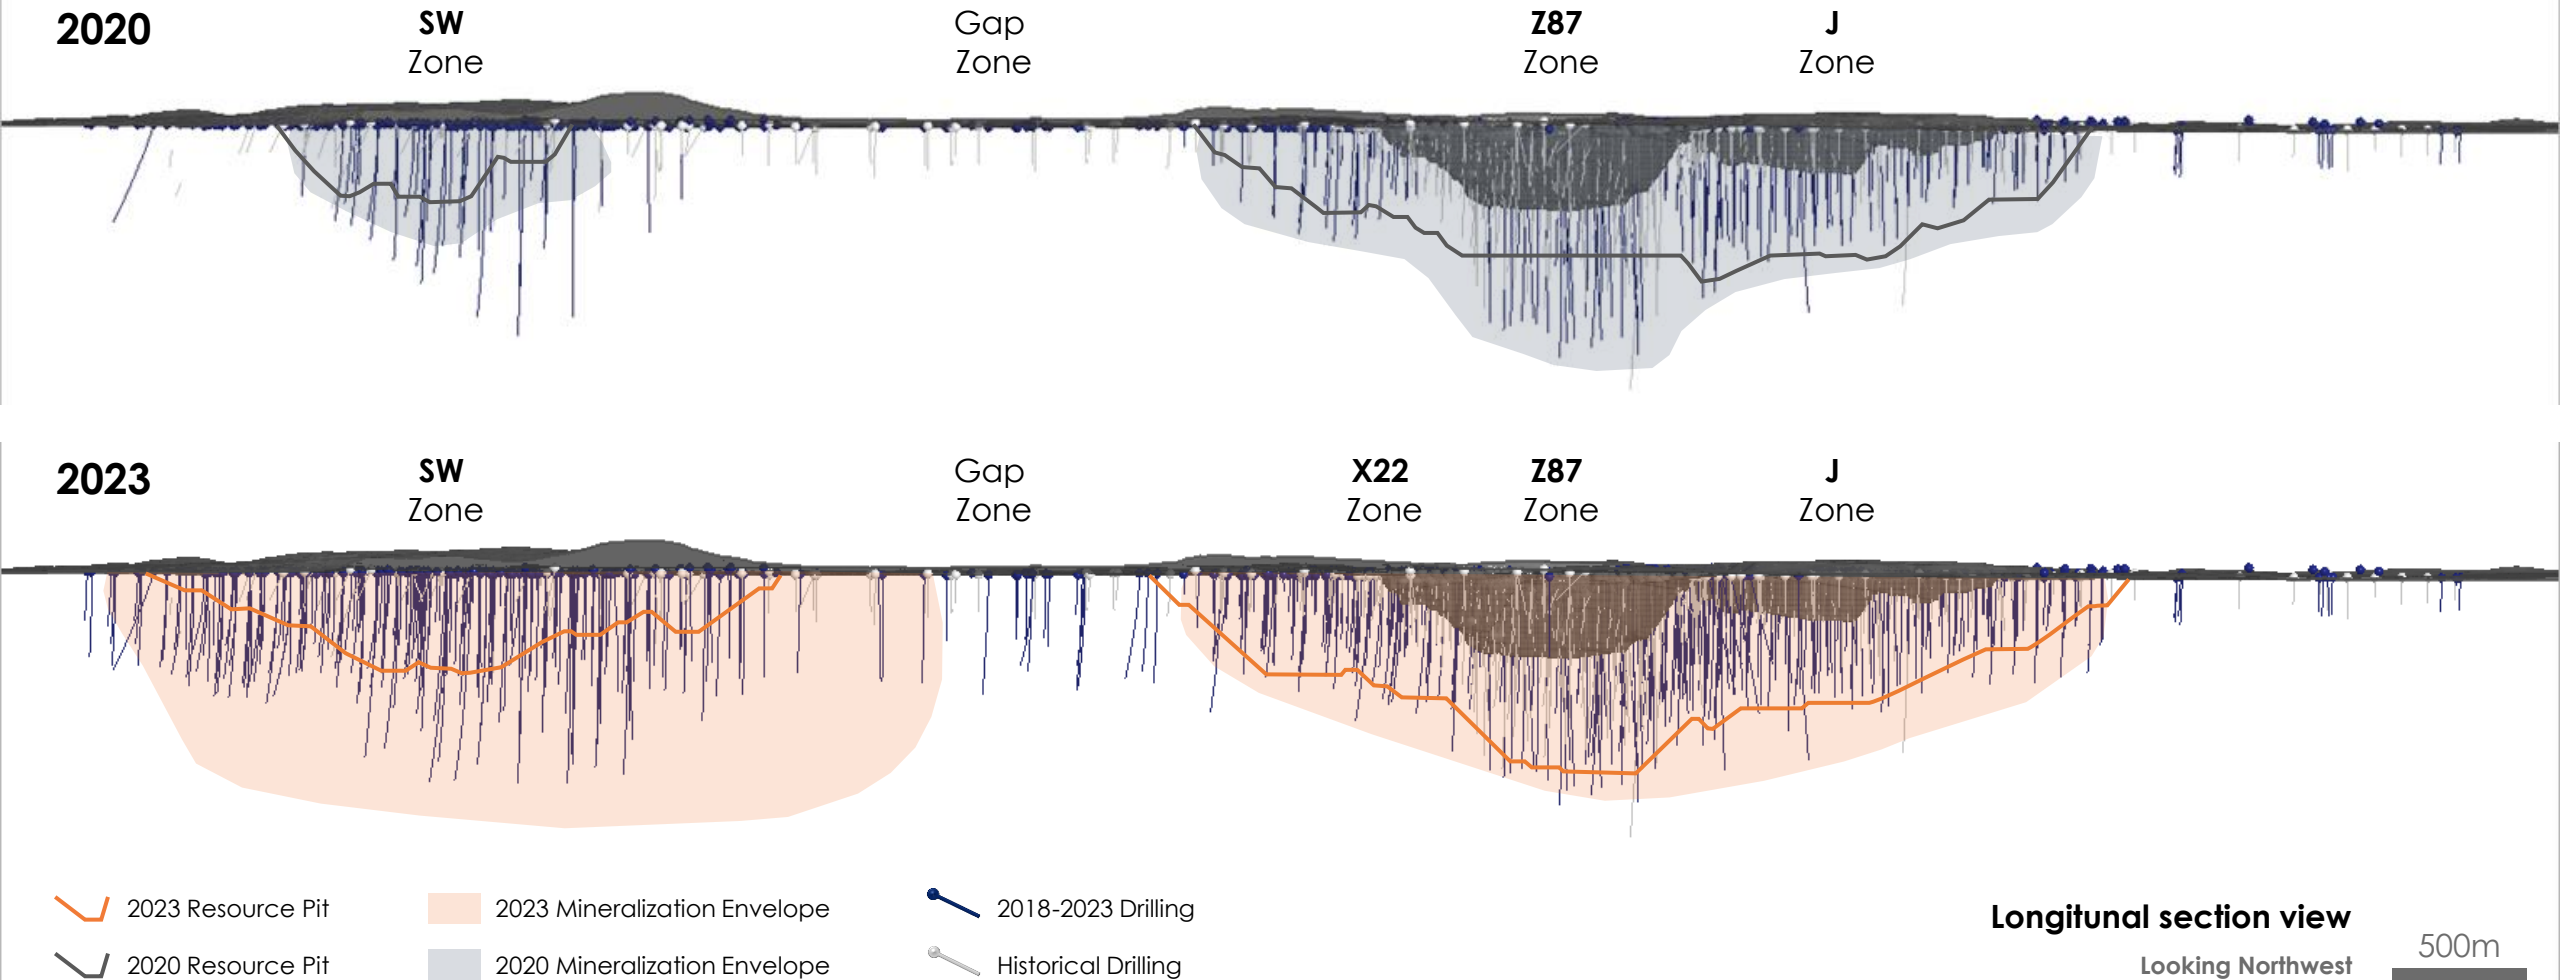 2020
SW
Zone
Gap
Zone
Z87
Zone
J
Zone
2023
SW
Zone
Gap
Zone
X22
Zone
Z87
Zone
J
Zone
2023 Resource Pit
2023 Mineralization Envelope
2018-2023 Drilling
2020 Resource Pit
2020 Mineralization Envelope
Historical Drilling
Longitunal section view
Looking Northwest
500m